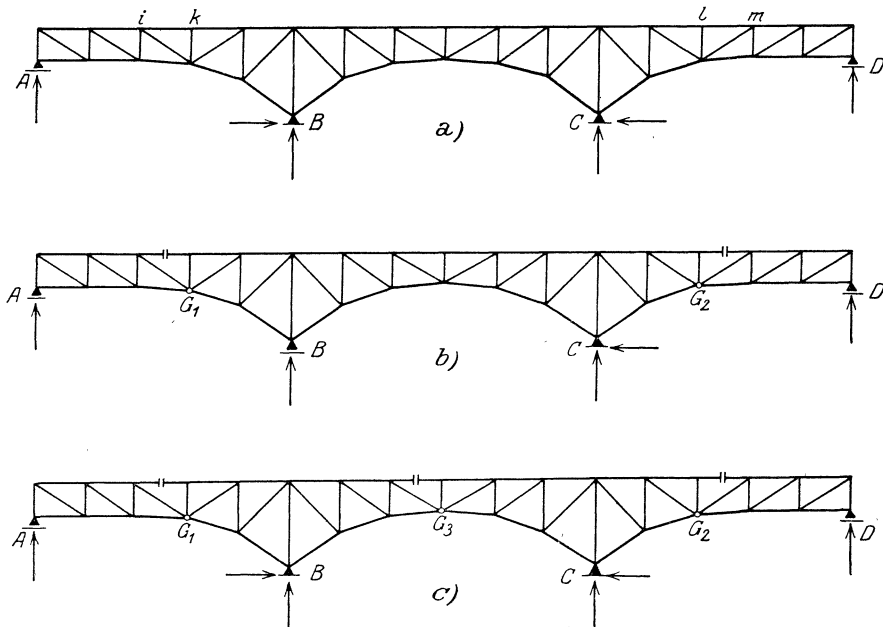 i k l m
A B C D
a)
A G1 B C G2 D
b)
A G1 B G3 C G2 D
c)